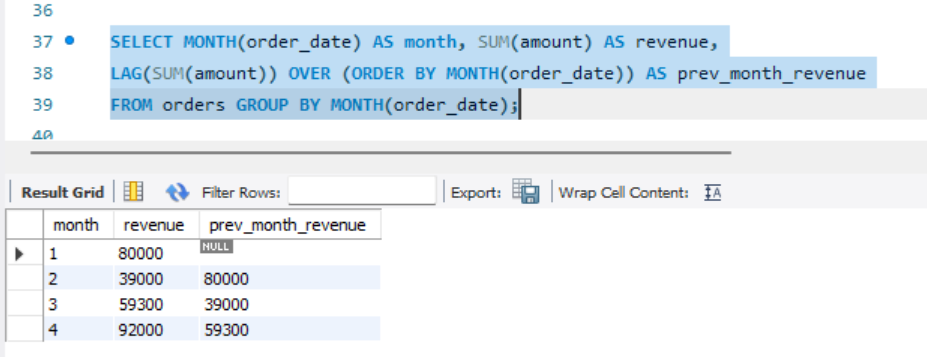 36
37 SELECT MONTH(order_date) AS month, SUM(amount) AS revenue,
38 LAG(SUM(amount)) OVER (ORDER BY MONTH(order_date)) AS prev_month_revenue
39 FROM orders GROUP BY MONTH(order_date);
40
Result Grid Filter Rows: Export: Wrap Cell Content: IA
month revenue prev_month_revenue
1 80000 NULL
2 39000 80000
3 59300 39000
4 92000 59300